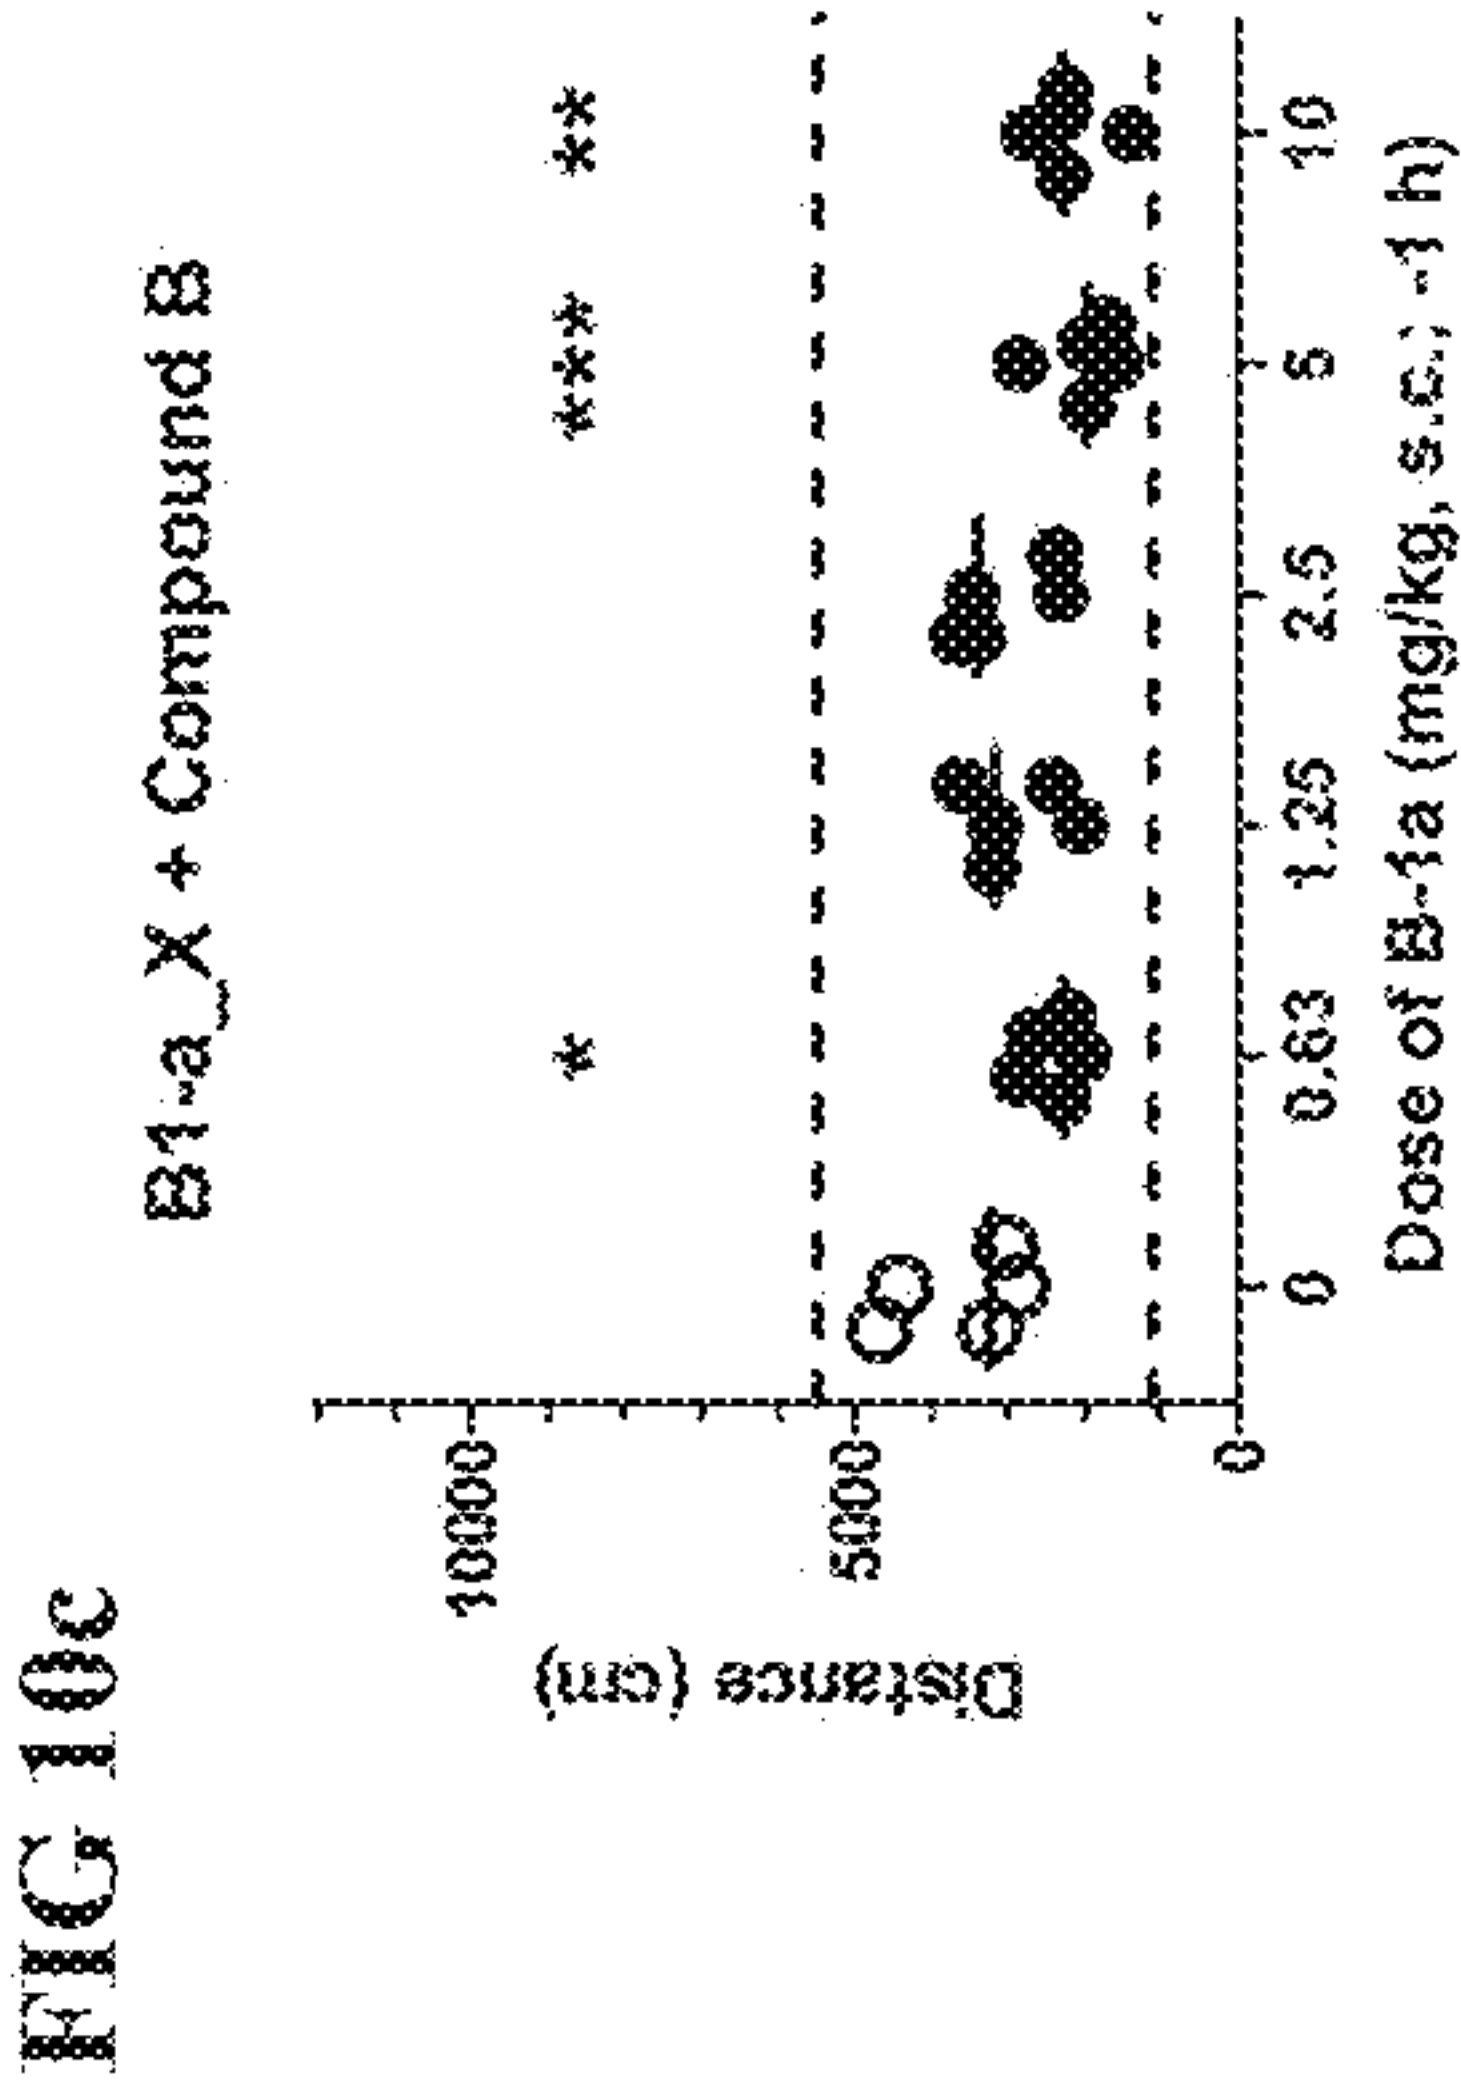 FIG 10c
B1-a_X + Compound B
*
***
**
Distance (cm)
10000
5000
0
0 0.63 1.25 2.5 5 10
Dose of B-1a (mg/kg, s.c.; -1 h)